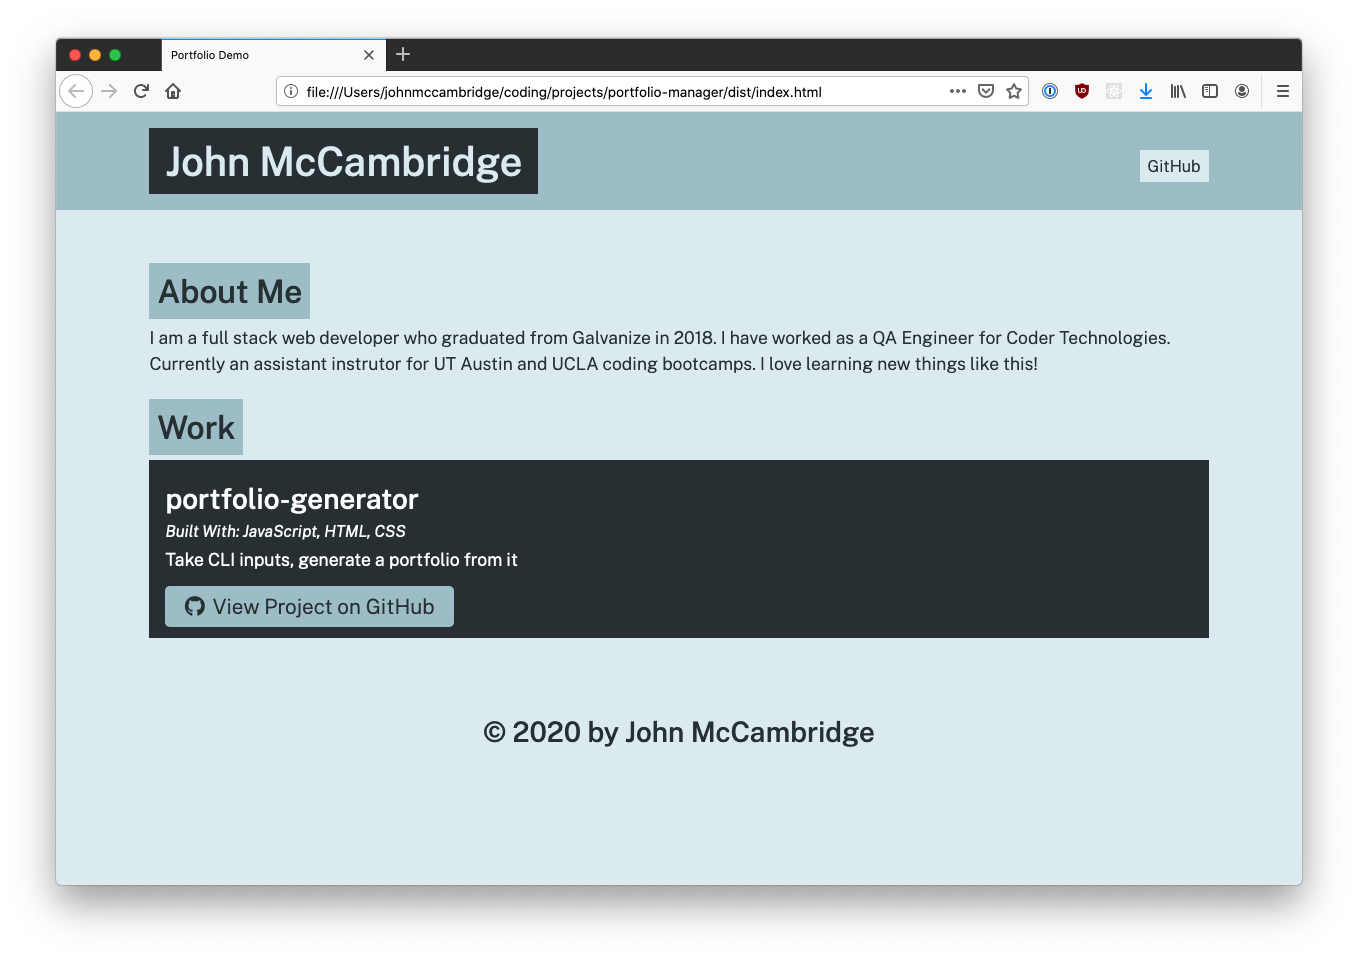 Portfolio Demo
file:///Users/johnmccambridge/coding/projects/portfolio-manager/dist/index.html
John McCambridge
GitHub
About Me
I am a full stack web developer who graduated from Galvanize in 2018. I have worked as a QA Engineer for Coder Technologies.
Currently an assistant instrutor for UT Austin and UCLA coding bootcamps. I love learning new things like this!
Work
portfolio-generator
Built With: JavaScript, HTML, CSS
Take CLI inputs, generate a portfolio from it
View Project on GitHub
© 2020 by John McCambridge